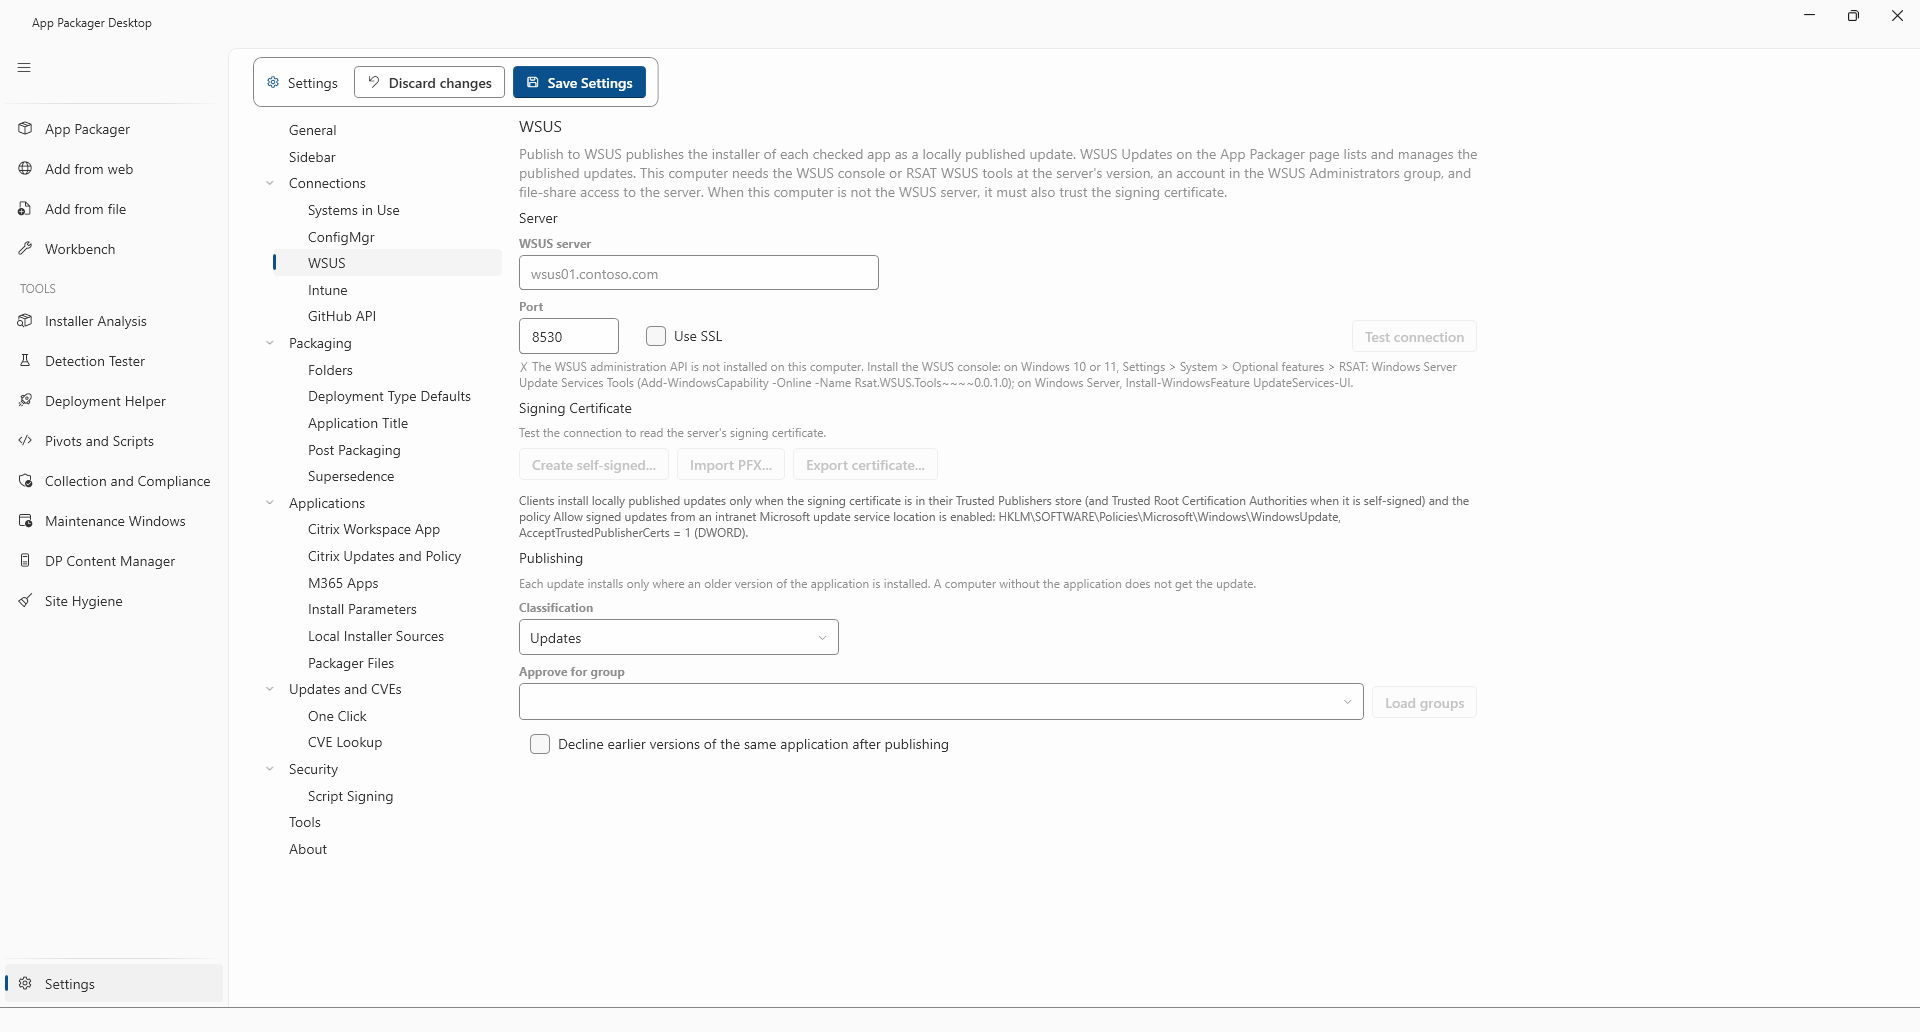 App Packager Desktop
Settings
Discard changes
Save Settings
App Packager
Add from web
Add from file
Workbench
TOOLS
Installer Analysis
Detection Tester
Deployment Helper
Pivots and Scripts
Collection and Compliance
Maintenance Windows
DP Content Manager
Site Hygiene
Settings
General
Sidebar
Connections
Systems in Use
ConfigMgr
WSUS
Intune
GitHub API
Packaging
Folders
Deployment Type Defaults
Application Title
Post Packaging
Supersedence
Applications
Citrix Workspace App
Citrix Updates and Policy
M365 Apps
Install Parameters
Local Installer Sources
Packager Files
Updates and CVEs
One Click
CVE Lookup
Security
Script Signing
Tools
About
WSUS
Publish to WSUS publishes the installer of each checked app as a locally published update. WSUS Updates on the App Packager page lists and manages the
published updates. This computer needs the WSUS console or RSAT WSUS tools at the server's version, an account in the WSUS Administrators group, and
file-share access to the server. When this computer is not the WSUS server, it must also trust the signing certificate.
Server
WSUS server
wsus01.contoso.com
Port
8530
Use SSL
Test connection
✗ The WSUS administration API is not installed on this computer. Install the WSUS console: on Windows 10 or 11, Settings > System > Optional features > RSAT: Windows Server
Update Services Tools (Add-WindowsCapability -Online -Name Rsat.WSUS.Tools~~~~0.0.1.0); on Windows Server, Install-WindowsFeature UpdateServices-UI.
Signing Certificate
Test the connection to read the server's signing certificate.
Create self-signed...
Import PFX...
Export certificate...
Clients install locally published updates only when the signing certificate is in their Trusted Publishers store (and Trusted Root Certification Authorities when it is self-signed) and the
policy Allow signed updates from an intranet Microsoft update service location is enabled: HKLM\SOFTWARE\Policies\Microsoft\Windows\WindowsUpdate,
AcceptTrustedPublisherCerts = 1 (DWORD).
Publishing
Each update installs only where an older version of the application is installed. A computer without the application does not get the update.
Classification
Updates
Approve for group
Load groups
Decline earlier versions of the same application after publishing